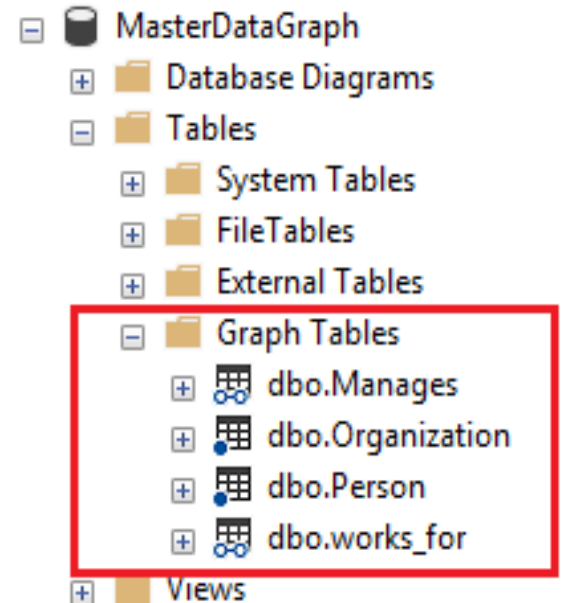 MasterDataGraph
Database Diagrams
Tables
System Tables
FileTables
External Tables
Graph Tables
dbo.Manages
dbo.Organization
dbo.Person
dbo.works_for
Views